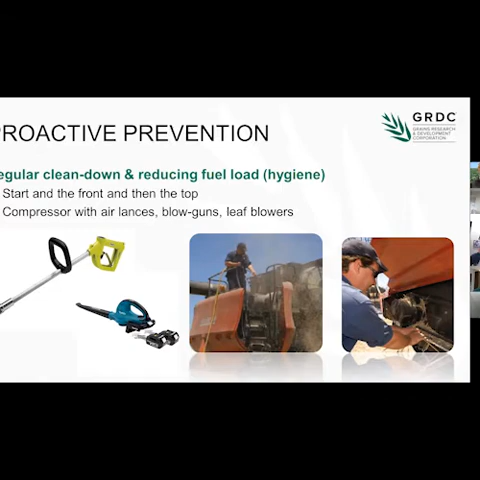 ROACTIVE PREVENTION
GRDC
GRAINS RESEARCH
& DEVELOPMENT
CORPORATION
egular clean-down & reducing fuel load (hygiene)
Start and the front and then the top
Compressor with air lances, blow-guns, leaf blowers